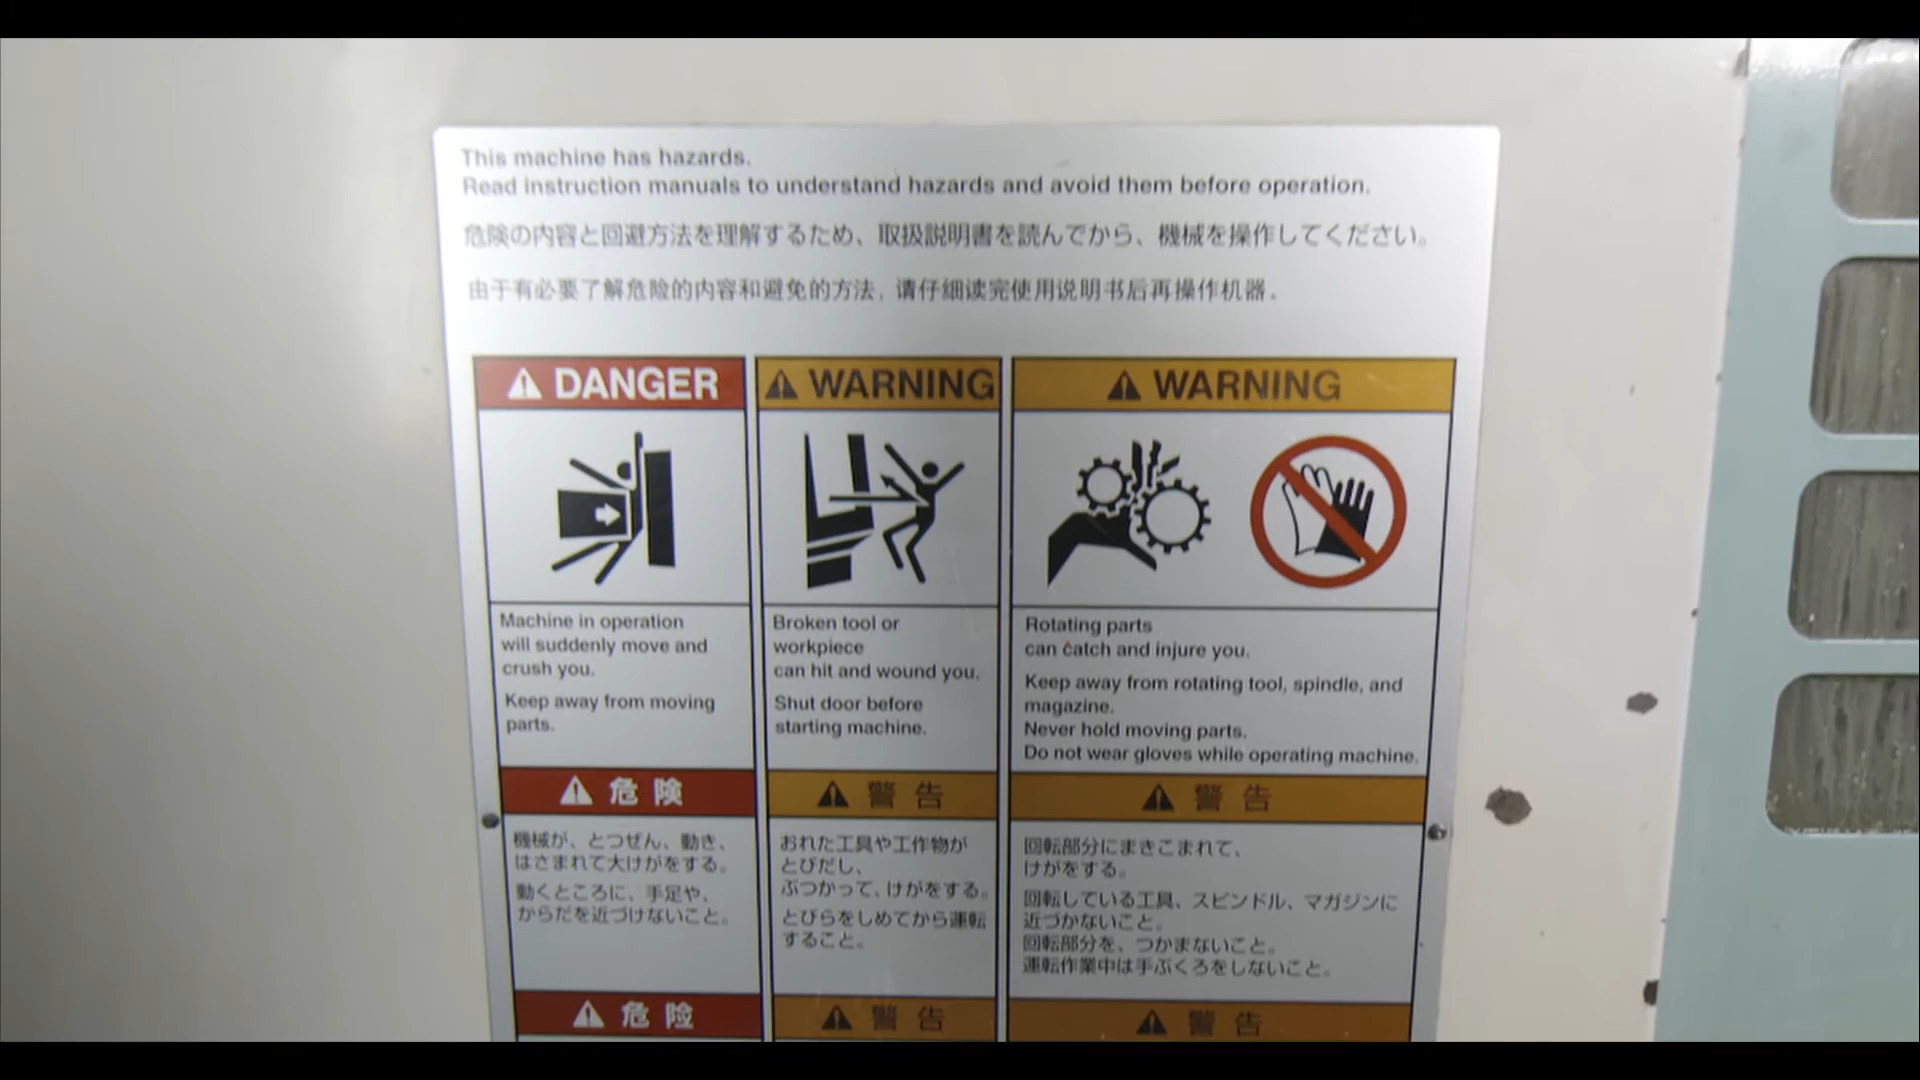 This machine has hazards.
Read instruction manuals to understand hazards and avoid them before operation.
危険の内容と回避方法を理解するため、取扱説明書を読んでから、機械を操作してください。
由于有必要了解危险的内容和避免的方法，请仔细读完使用说明书后再操作机器。
DANGER
Machine in operation
will suddenly move and
crush you.
Keep away from moving
parts.
危 険
機械が、とつぜん、動き、
はさまれて大けがをする。
動くところに、手足や、
からだを近づけないこと。
危 险
WARNING
Broken tool or
workpiece
can hit and wound you.
Shut door before
starting machine.
警 告
おれた工具や工作物が
とびだし、
ぶつかって、けがをする。
とびらをしめてから運転
すること。
警 告
WARNING
Rotating parts
can catch and injure you.
Keep away from rotating tool, spindle, and
magazine.
Never hold moving parts.
Do not wear gloves while operating machine.
警 告
回転部分にまきこまれて、
けがをする。
回転している工具、スピンドル、マガジンに
近づかないこと。
回転部分を、つかまないこと。
運転作業中は手ぶくろをしないこと。
警 告